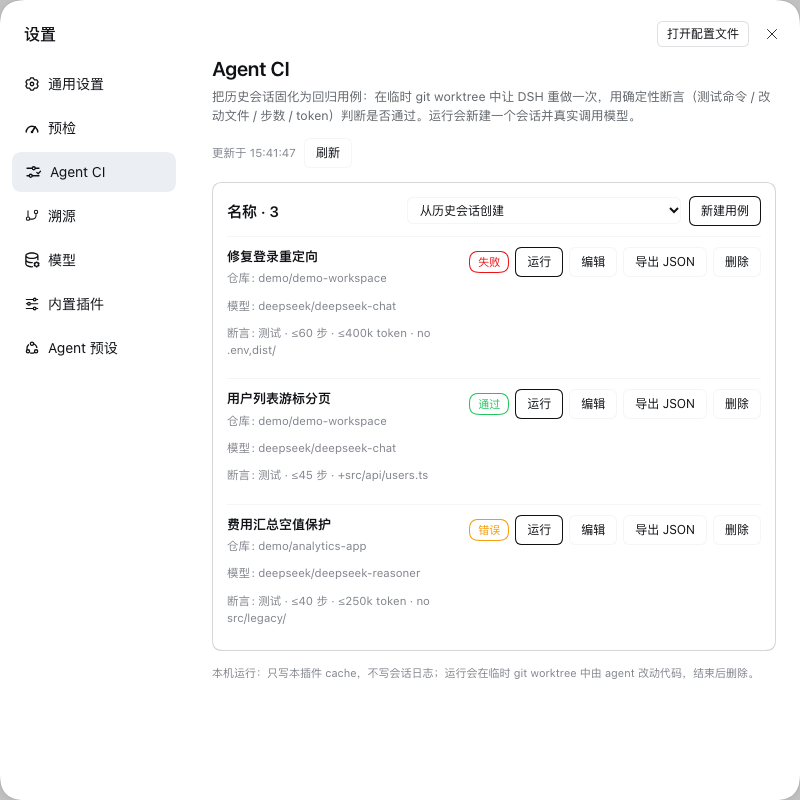 设置
打开配置文件
通用设置
预检
Agent CI
溯源
模型
内置插件
Agent 预设
Agent CI
把历史会话固化为回归用例：在临时 git worktree 中让 DSH 重做一次，用确定性断言（测试命令 / 改
动文件 / 步数 / token）判断是否通过。运行会新建一个会话并真实调用模型。
更新于 15:41:47 刷新
名称 · 3 从历史会话创建 新建用例
修复登录重定向 失败 运行 编辑 导出 JSON 删除
仓库: demo/demo-workspace
模型: deepseek/deepseek-chat
断言: 测试 · ≤60 步 · ≤400k token · no
.env,dist/
用户列表游标分页 通过 运行 编辑 导出 JSON 删除
仓库: demo/demo-workspace
模型: deepseek/deepseek-chat
断言: 测试 · ≤45 步 · +src/api/users.ts
费用汇总空值保护 错误 运行 编辑 导出 JSON 删除
仓库: demo/analytics-app
模型: deepseek/deepseek-reasoner
断言: 测试 · ≤40 步 · ≤250k token · no
src/legacy/
本机运行：只写本插件 cache，不写会话日志；运行会在临时 git worktree 中由 agent 改动代码，结束后删除。